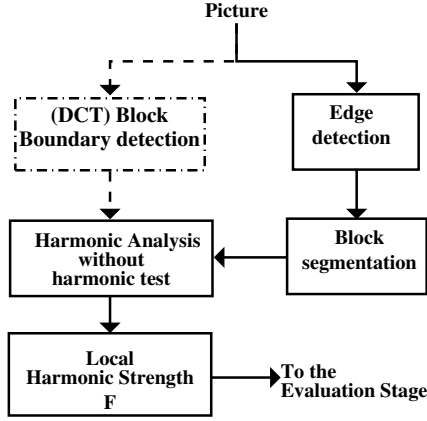 Picture
(DCT) Block
Boundary detection
Edge
detection
Harmonic Analysis
without
harmonic test
Block
segmentation
Local
Harmonic Strength
F
To the
Evaluation Stage